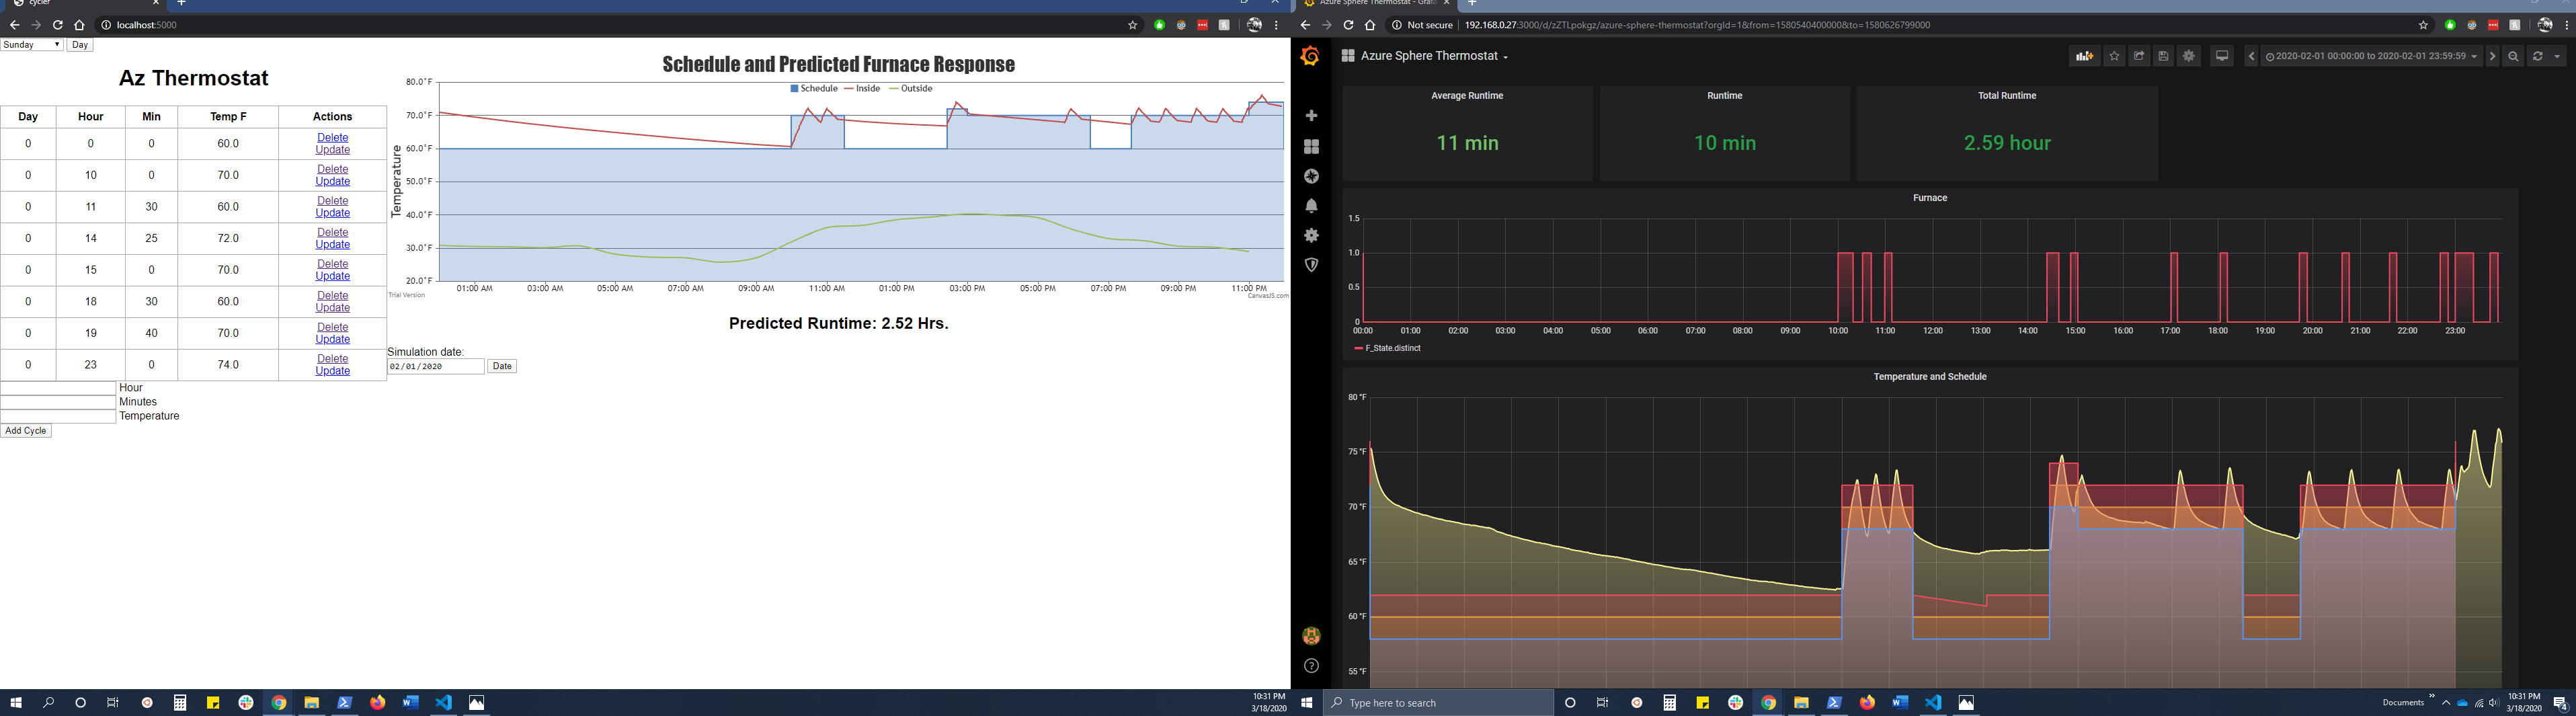 cycler
Azure Sphere Thermostat - Graf
localhost:5000
Not secure 192.168.0.27:3000/d/zZTLpokgz/azure-sphere-thermostat?orgId=1&from=1580540400000&to=1580626799000
Sunday Day
Az Thermostat
Day Hour Min Temp F Actions
0 0 0 60.0 Delete Update
0 10 0 70.0 Delete Update
0 11 30 60.0 Delete Update
0 14 25 72.0 Delete Update
0 15 0 70.0 Delete Update
0 18 30 60.0 Delete Update
0 19 40 70.0 Delete Update
0 23 0 74.0 Delete Update
Hour
Minutes
Temperature
Add Cycle
Schedule and Predicted Furnace Response
Schedule Inside Outside
Temperature
80.0°F
70.0°F
60.0°F
50.0°F
40.0°F
30.0°F
20.0°F
01:00 AM 03:00 AM 05:00 AM 07:00 AM 09:00 AM 11:00 AM 01:00 PM 03:00 PM 05:00 PM 07:00 PM 09:00 PM 11:00 PM
Trial Version
CanvasJS.com
Predicted Runtime: 2.52 Hrs.
Simulation date:
02/01/2020 Date
Azure Sphere Thermostat
2020-02-01 00:00:00 to 2020-02-01 23:59:59
Average Runtime
11 min
Runtime
10 min
Total Runtime
2.59 hour
Furnace
1.5
1.0
0.5
0
00:00 01:00 02:00 03:00 04:00 05:00 06:00 07:00 08:00 09:00 10:00 11:00 12:00 13:00 14:00 15:00 16:00 17:00 18:00 19:00 20:00 21:00 22:00 23:00
F_State.distinct
Temperature and Schedule
80 °F
75 °F
70 °F
65 °F
60 °F
55 °F
10:31 PM
3/18/2020
Type here to search
Documents
10:31 PM
3/18/2020
4